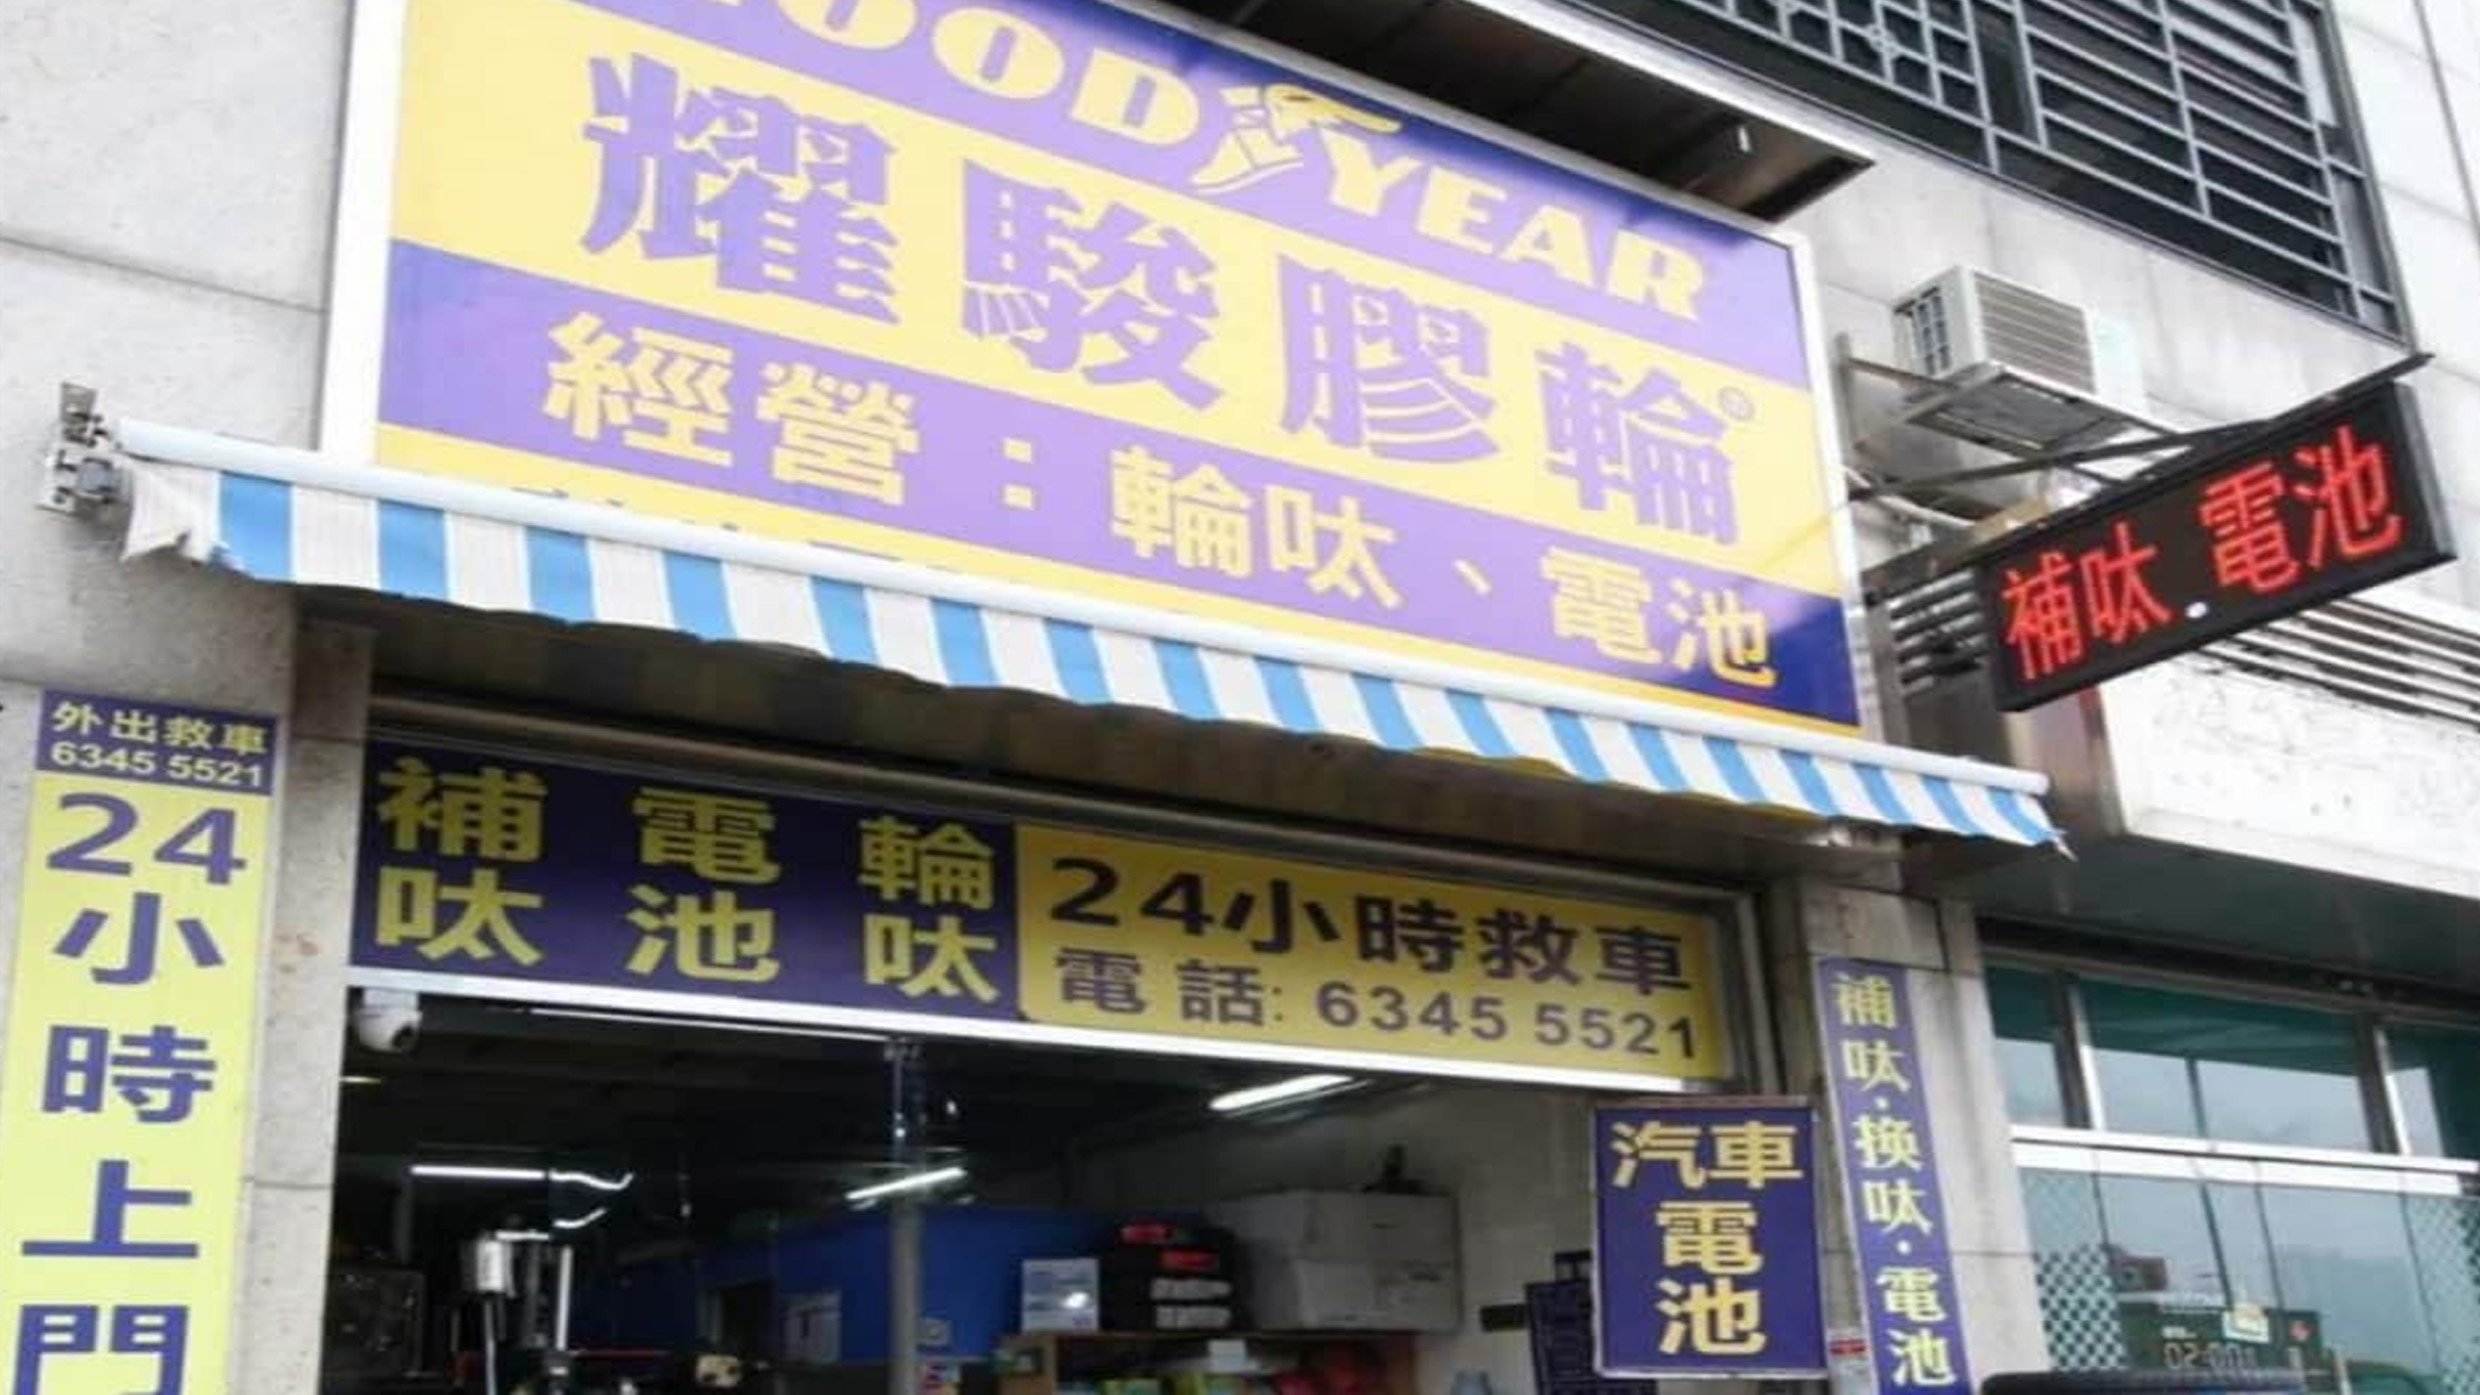 GOODYEAR
耀駿膠輪®
經營：輪呔、電池
補呔.電池
外出救車
6345 5521
24小時上門
補呔 電池 輪呔
24小時救車
電話: 6345 5521
汽車電池
補呔·換呔·電池